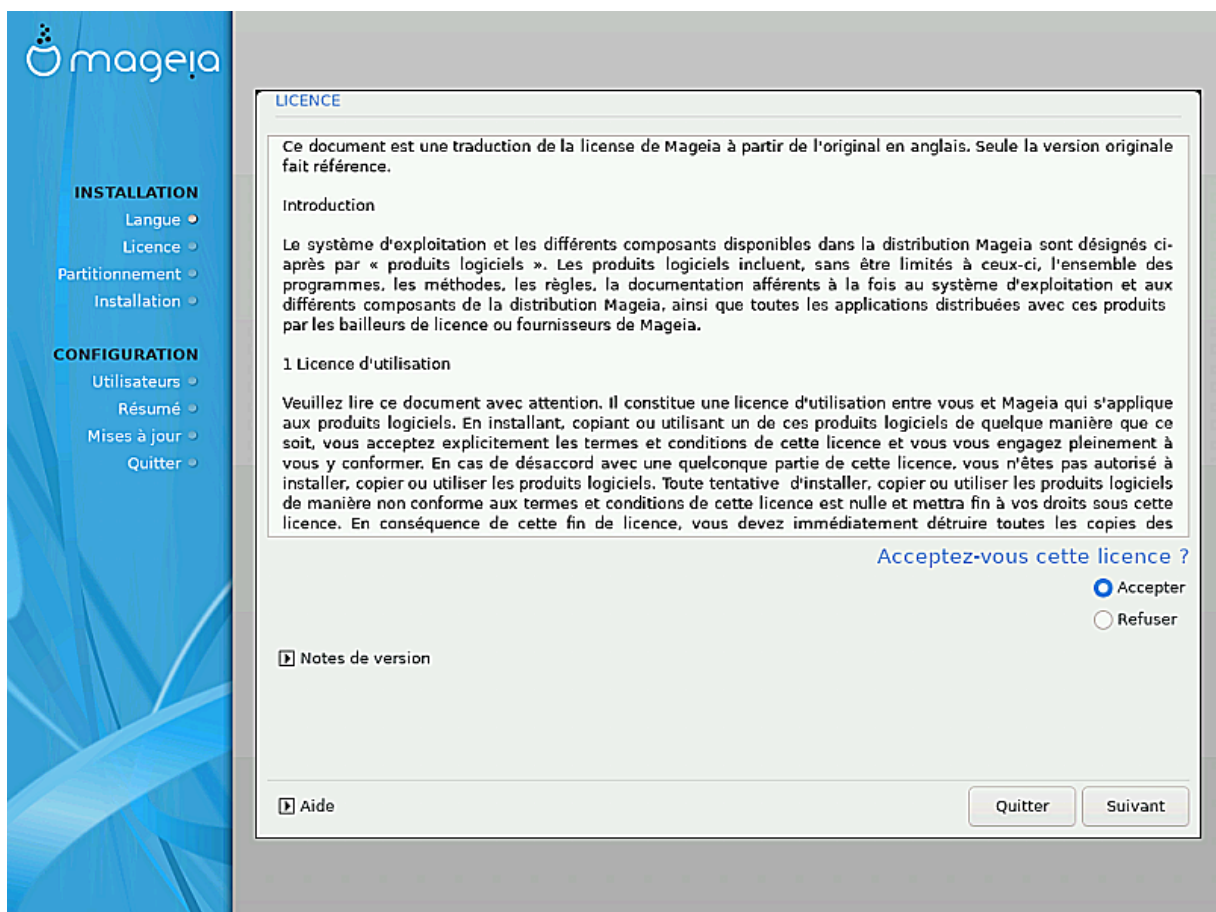 mageia
INSTALLATION
Langue
Licence
Partitionnement
Installation
CONFIGURATION
Utilisateurs
Résumé
Mises à jour
Quitter
LICENCE
Ce document est une traduction de la license de Mageia à partir de l'original en anglais. Seule la version originale
fait référence.
Introduction
Le système d'exploitation et les différents composants disponibles dans la distribution Mageia sont désignés ci-
après par « produits logiciels ». Les produits logiciels incluent, sans être limités à ceux-ci, l'ensemble des
programmes, les méthodes, les règles, la documentation afférents à la fois au système d'exploitation et aux
différents composants de la distribution Mageia, ainsi que toutes les applications distribuées avec ces produits
par les bailleurs de licence ou fournisseurs de Mageia.
1 Licence d'utilisation
Veuillez lire ce document avec attention. Il constitue une licence d'utilisation entre vous et Mageia qui s'applique
aux produits logiciels. En installant, copiant ou utilisant un de ces produits logiciels de quelque manière que ce
soit, vous acceptez explicitement les termes et conditions de cette licence et vous vous engagez pleinement à
vous y conformer. En cas de désaccord avec une quelconque partie de cette licence, vous n'êtes pas autorisé à
installer, copier ou utiliser les produits logiciels. Toute tentative d'installer, copier ou utiliser les produits logiciels
de manière non conforme aux termes et conditions de cette licence est nulle et mettra fin à vos droits sous cette
licence. En conséquence de cette fin de licence, vous devez immédiatement détruire toutes les copies des
Acceptez-vous cette licence ?
Accepter
Refuser
Notes de version
Aide
Quitter
Suivant